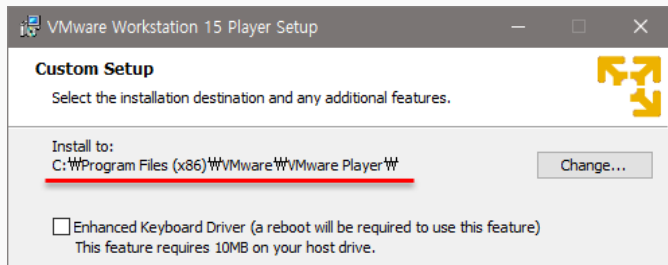 VMware Workstation 15 Player Setup
Custom Setup
Select the installation destination and any additional features.
Install to:
C:₩Program Files (x86)₩VMware₩VMware Player₩
Change...
Enhanced Keyboard Driver (a reboot will be required to use this feature)
This feature requires 10MB on your host drive.